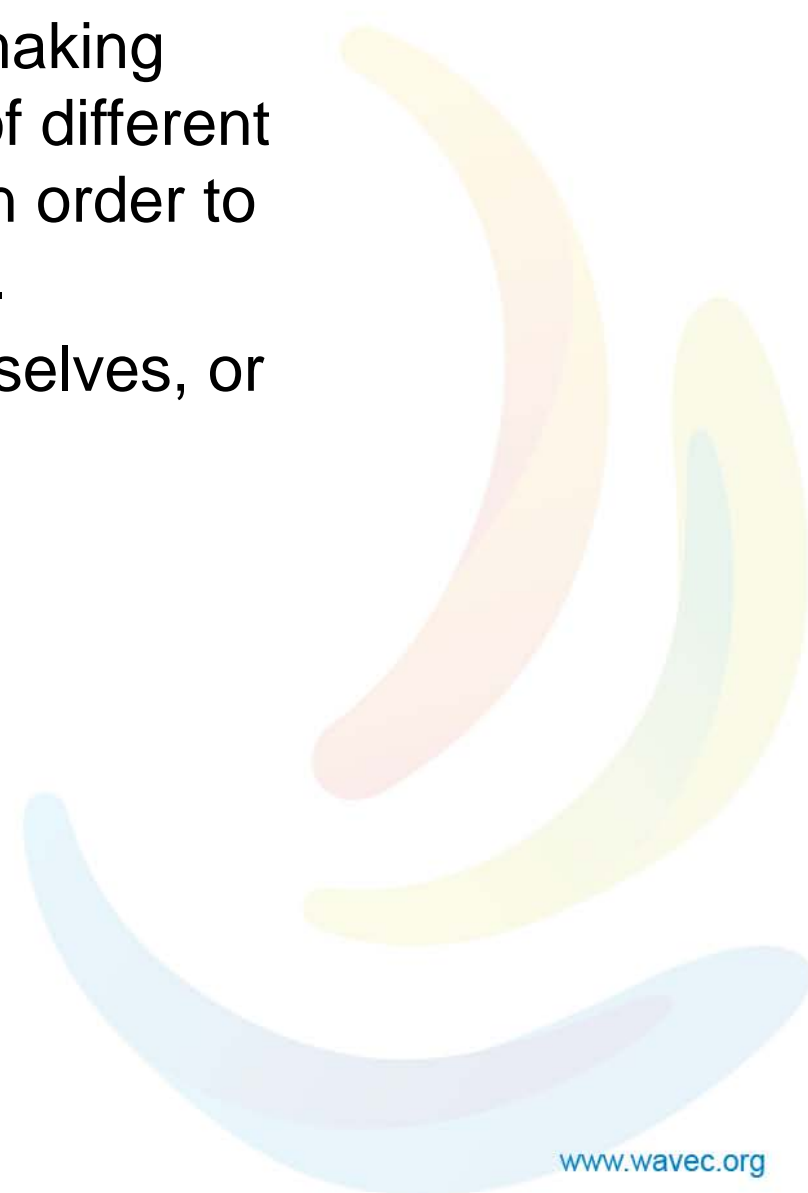 naking
of different
n order to
.
selves, or
www.wavec.org